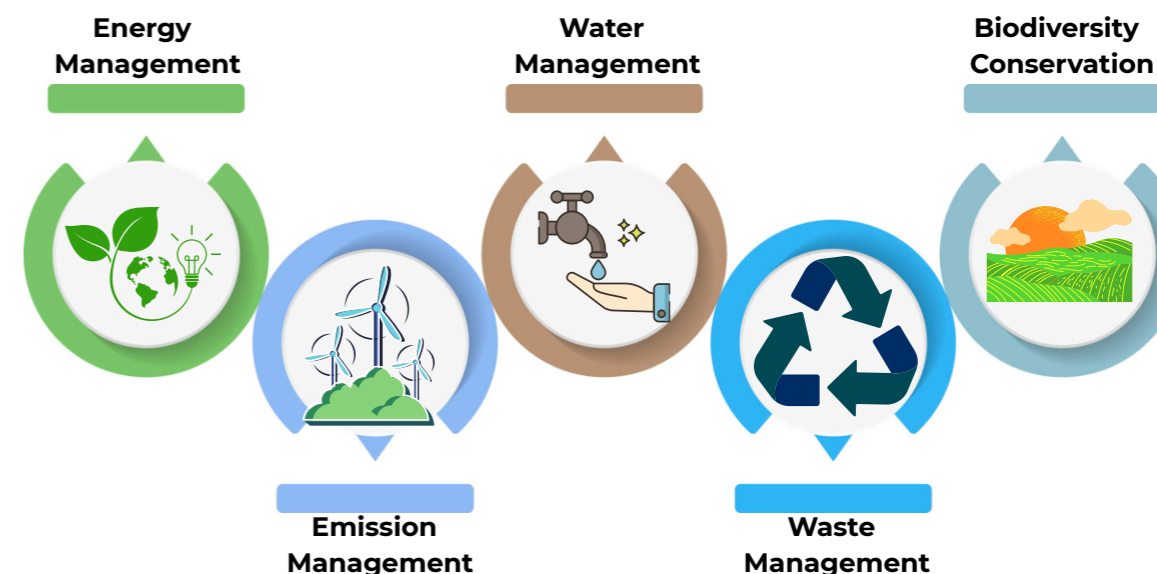 Energy
Management
Water
Management
Biodiversity
Conservation
Emission
Management
Waste
Management